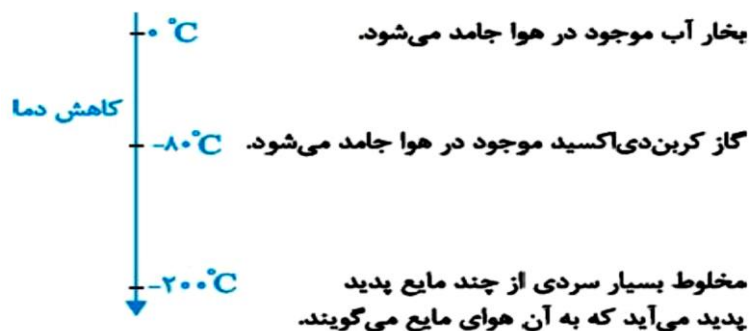 ۰°C بخار آب موجود در هوا جامد می‌شود.
کاهش دما
-۸۰°C گاز کربن‌دی‌اکسید موجود در هوا جامد می‌شود.
-۲۰۰°C مخلوط بسیار سردی از چند مایع پدید
پدید می‌آید که به آن هوای مایع می‌گویند.